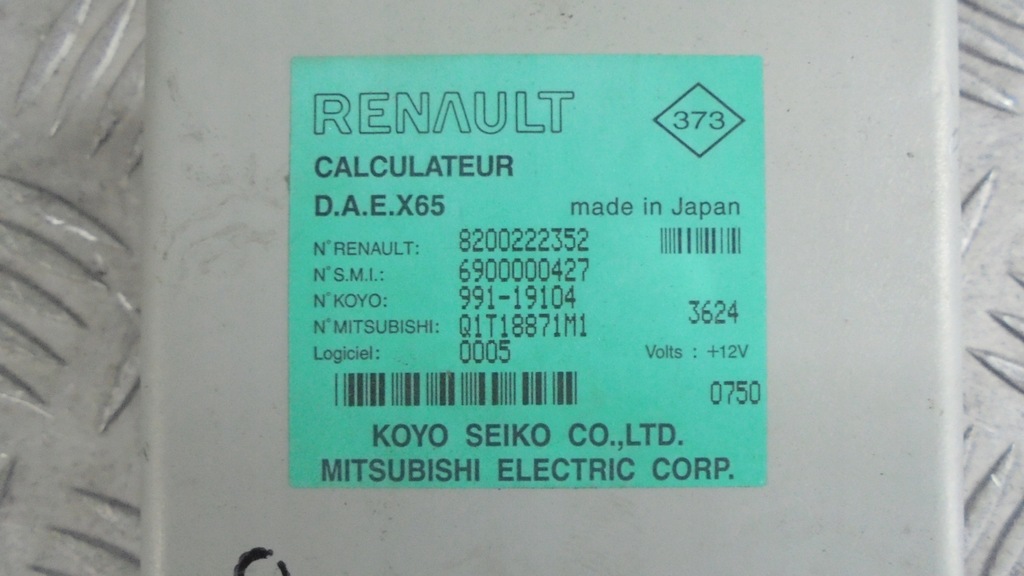 RENAULT 373
CALCULATEUR
D.A.E.X65 made in Japan
N°RENAULT: 8200222352
N°S.M.I.: 6900000427
N°KOYO: 991-19104
3624
N°MITSUBISHI: Q1T18871M1
Logiciel: 0005 Volts : +12V
0750
KOYO SEIKO CO.,LTD.
MITSUBISHI ELECTRIC CORP.